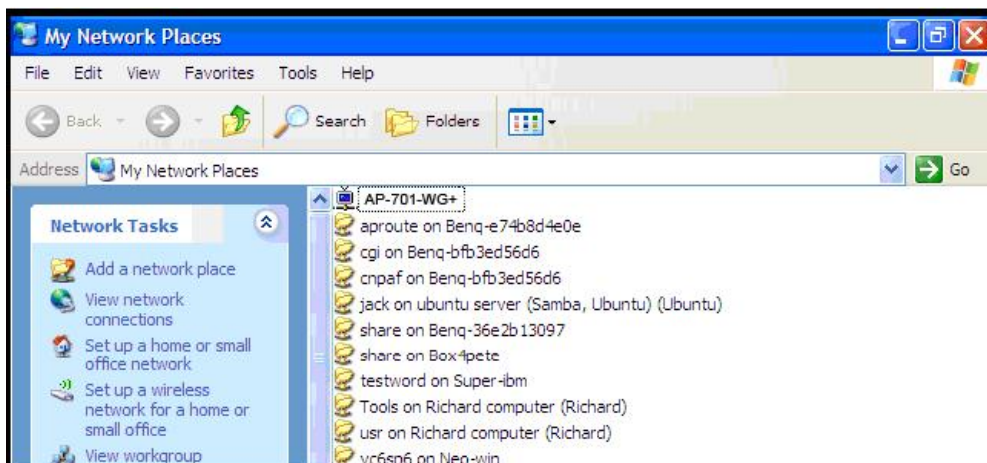 My Network Places
File Edit View Favorites Tools Help
Back Search Folders
Address My Network Places Go
Network Tasks
Add a network place
View network
connections
Set up a home or small
office network
Set up a wireless
network for a home or
small office
View workgroup
AP-701-WG+
aproute on Benq-e74b8d4e0e
cgi on Benq-bfb3ed56d6
cnpaf on Benq-bfb3ed56d6
jack on ubuntu server (Samba, Ubuntu) (Ubuntu)
share on Benq-36e2b13097
share on Box4pete
testword on Super-ibm
Tools on Richard computer (Richard)
usr on Richard computer (Richard)
vc6sp6 on Neo-win